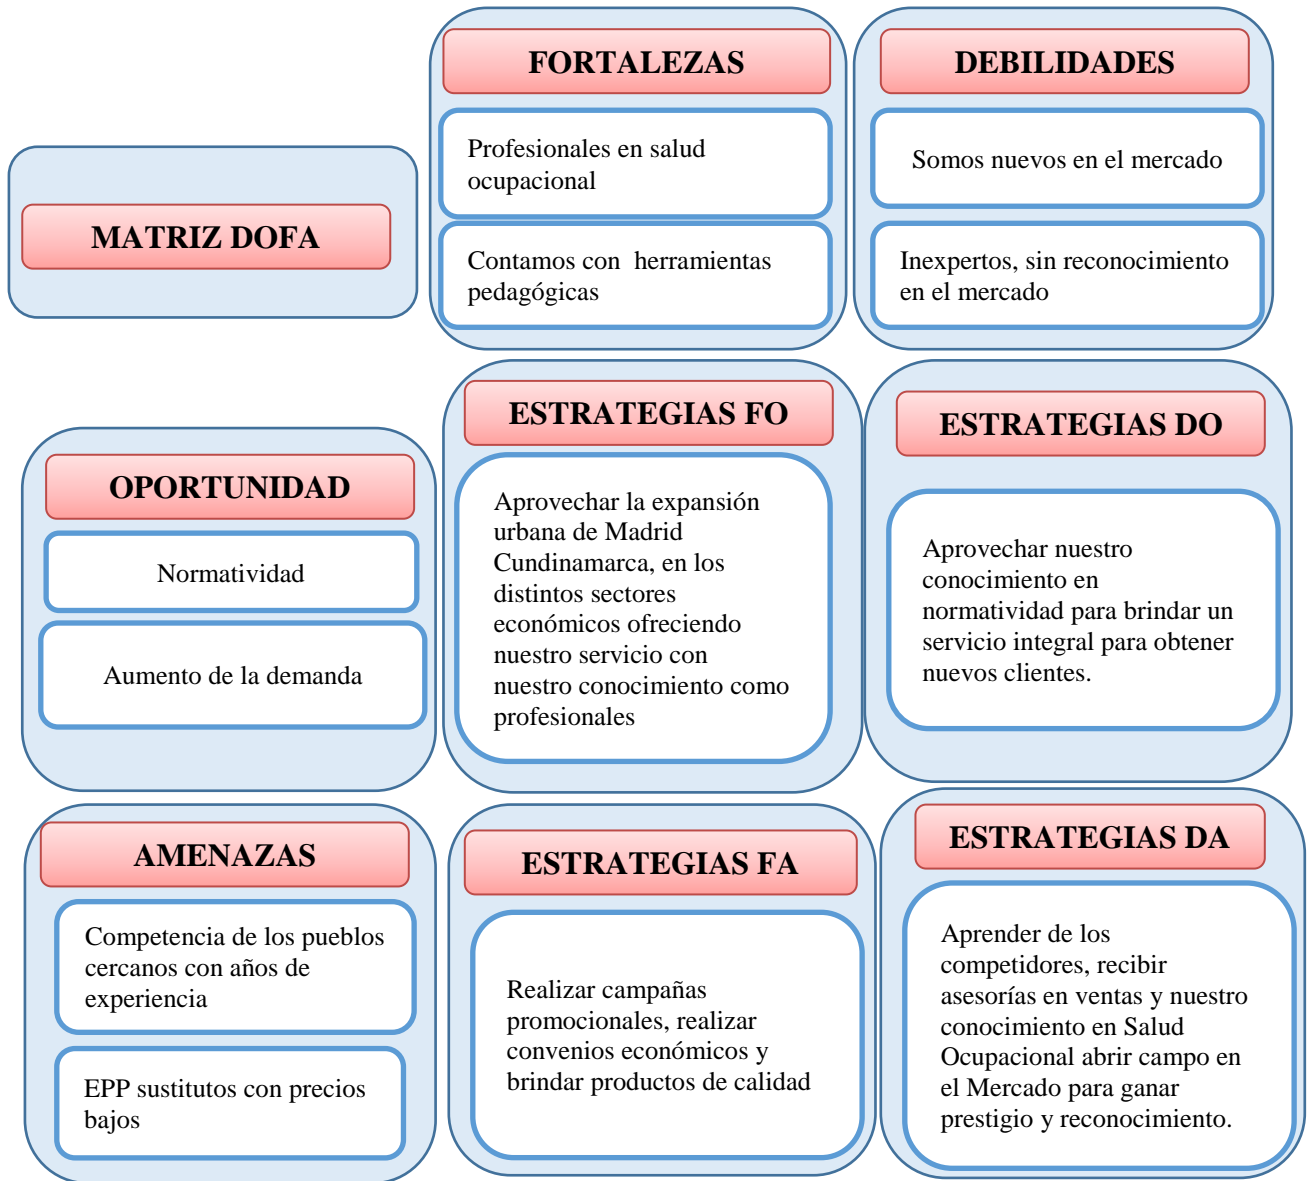 MATRIZ DOFA
FORTALEZAS
Profesionales en salud
ocupacional
Contamos con  herramientas
pedagógicas
DEBILIDADES
Somos nuevos en el mercado
Inexpertos, sin reconocimiento
en el mercado
OPORTUNIDAD
Normatividad
Aumento de la demanda
ESTRATEGIAS FO
Aprovechar la expansión
urbana de Madrid
Cundinamarca, en los
distintos sectores
económicos ofreciendo
nuestro servicio con
nuestro conocimiento como
profesionales
ESTRATEGIAS DO
Aprovechar nuestro
conocimiento en
normatividad para brindar un
servicio integral para obtener
nuevos clientes.
AMENAZAS
Competencia de los pueblos
cercanos con años de
experiencia
EPP sustitutos con precios
bajos
ESTRATEGIAS FA
Realizar campañas
promocionales, realizar
convenios económicos y
brindar productos de calidad
ESTRATEGIAS DA
Aprender de los
competidores, recibir
asesorías en ventas y nuestro
conocimiento en Salud
Ocupacional abrir campo en
el Mercado para ganar
prestigio y reconocimiento.